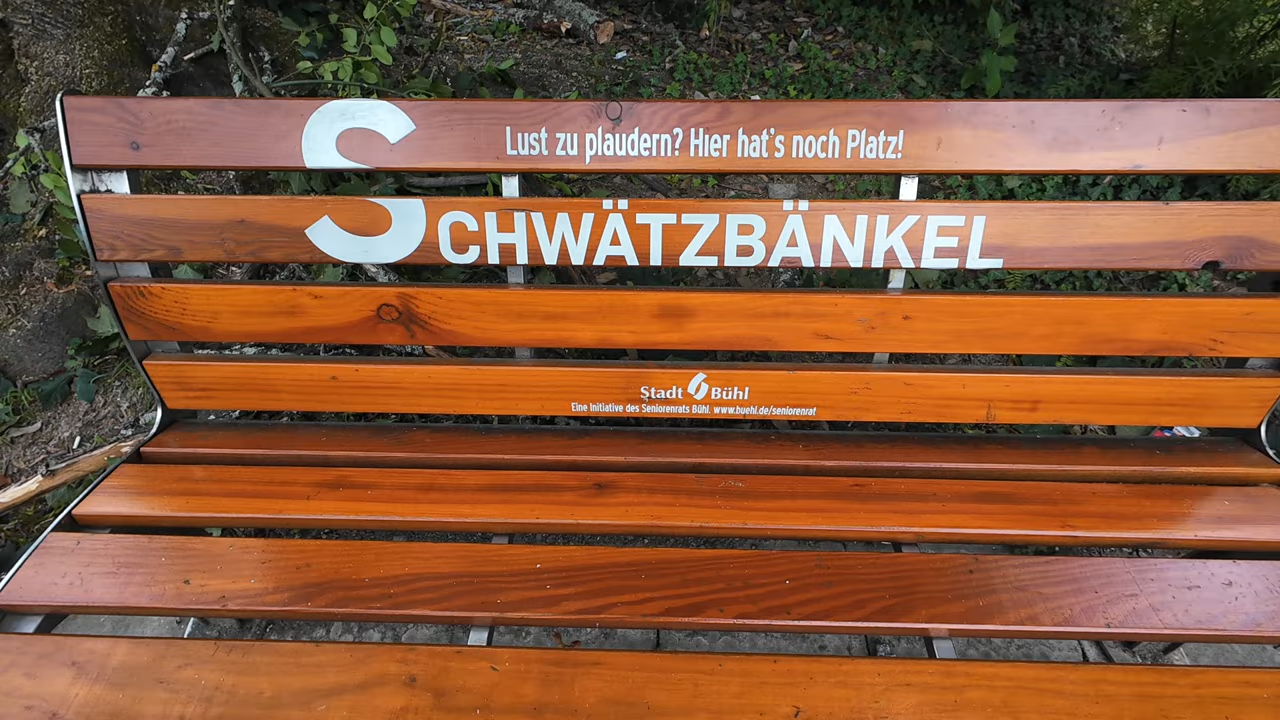 Lust zu plaudern? Hier hat's noch Platz!
SCHWÄTZBÄNKEL
Stadt Bühl
Eine Initiative des Seniorenrats Bühl. www.buehl.de/seniorenrat